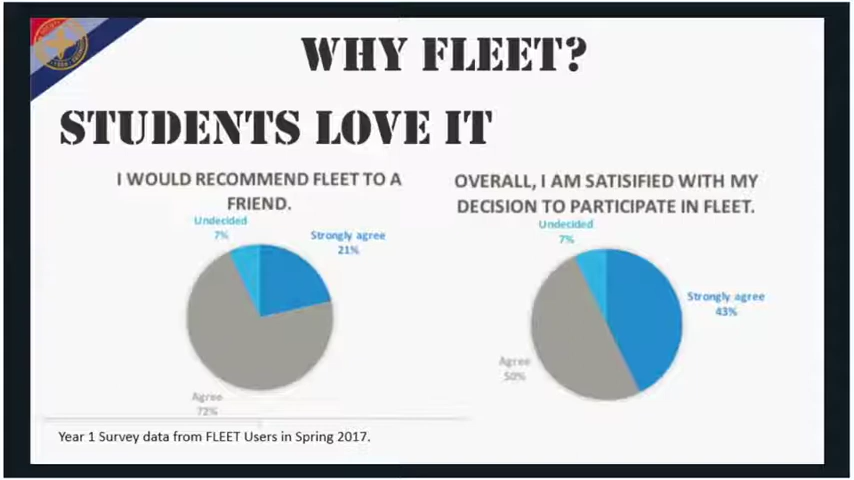 WHY FLEET?
STUDENTS LOVE IT
I WOULD RECOMMEND FLEET TO A
FRIEND.
Undecided
7%
Strongly agree
21%
Agree
72%
OVERALL, I AM SATISIFIED WITH MY
DECISION TO PARTICIPATE IN FLEET.
Undecided
7%
Strongly agree
43%
Agree
50%
Year 1 Survey data from FLEET Users in Spring 2017.